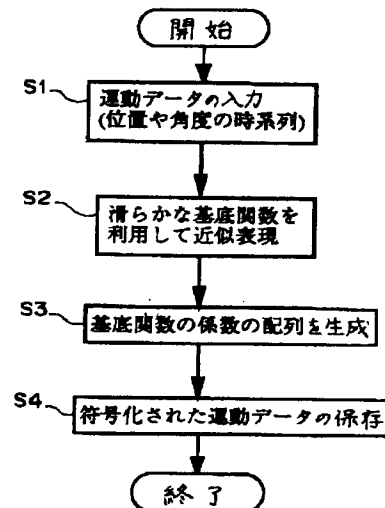 開始
S1
運動データの入力
(位置や角度の時系列)
S2
滑らかな基底関数を
利用して近似表現
S3
基底関数の係数の配列を生成
S4
符号化された運動データの保存
終了